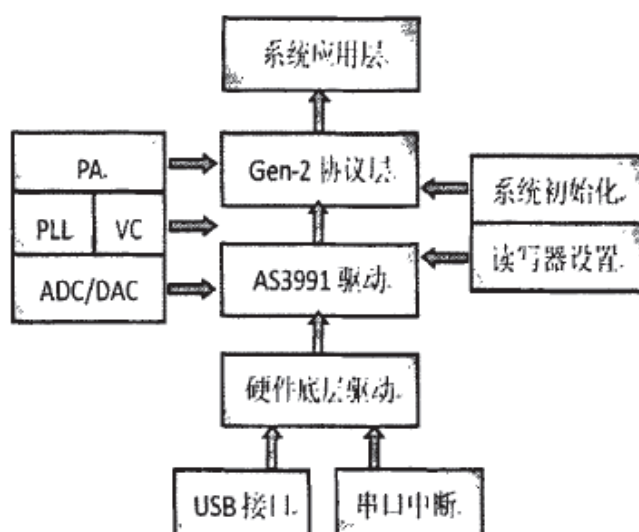 系统应用层
PA
Gen-2 协议层
系统初始化
PLL
VC
读写器设置
ADC/DAC
AS3991 驱动
硬件底层驱动
USB 接口
串口中断